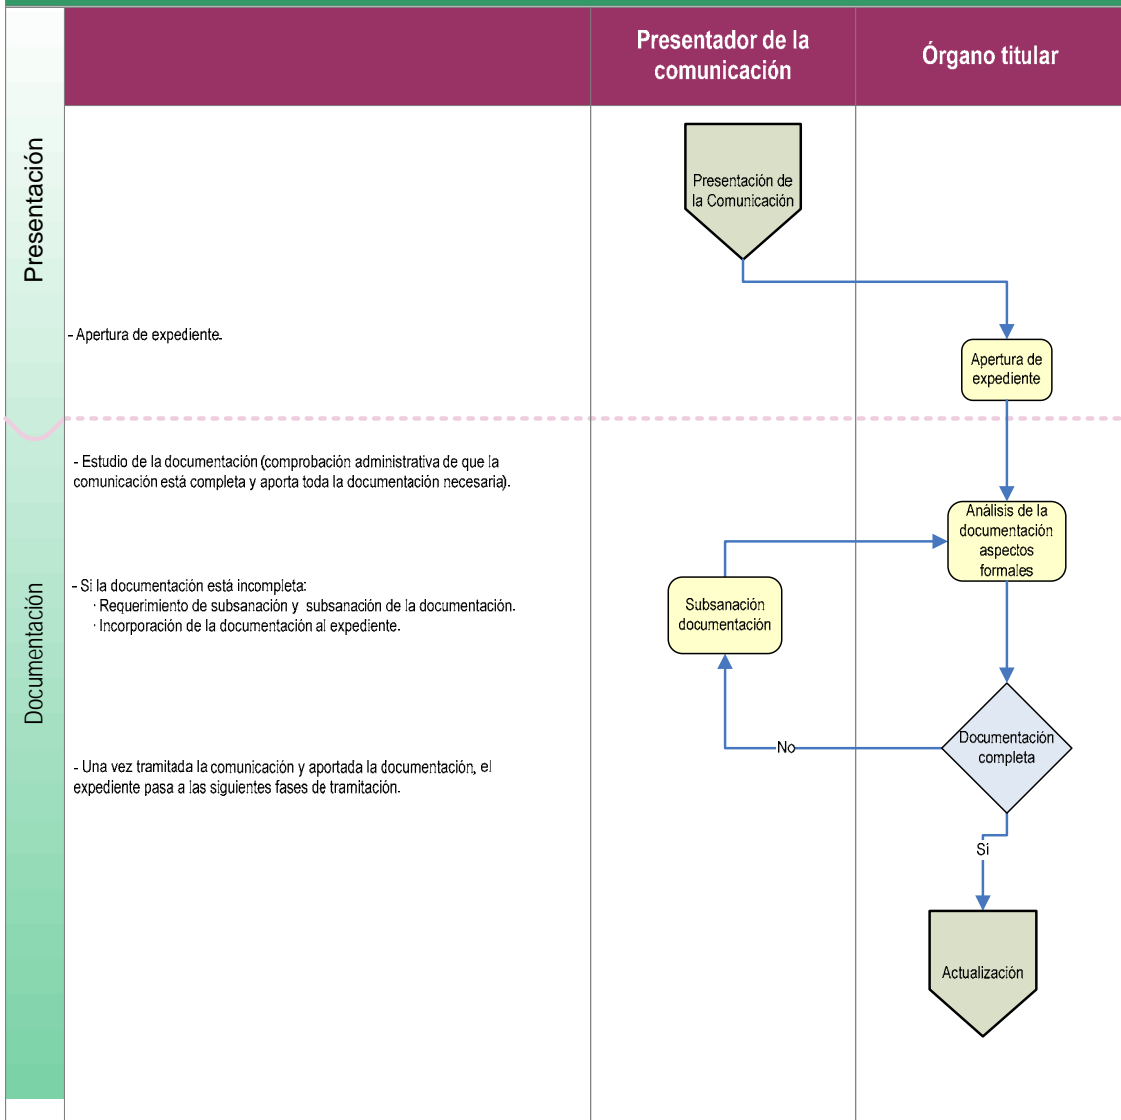 Presentador de la
comunicación
Órgano titular
Presentación
Presentación de
la Comunicación
- Apertura de expediente.
Apertura de
expediente
Documentación
- Estudio de la documentación (comprobación administrativa de que la
comunicación está completa y aporta toda la documentación necesaria).
Análisis de la
documentación
aspectos
formales
- Si la documentación está incompleta:
· Requerimiento de subsanación y subsanación de la documentación.
· Incorporación de la documentación al expediente.
Subsanación
documentación
Documentación
completa
No
- Una vez tramitada la comunicación y aportada la documentación, el
expediente pasa a las siguientes fases de tramitación.
Sí
Actualización